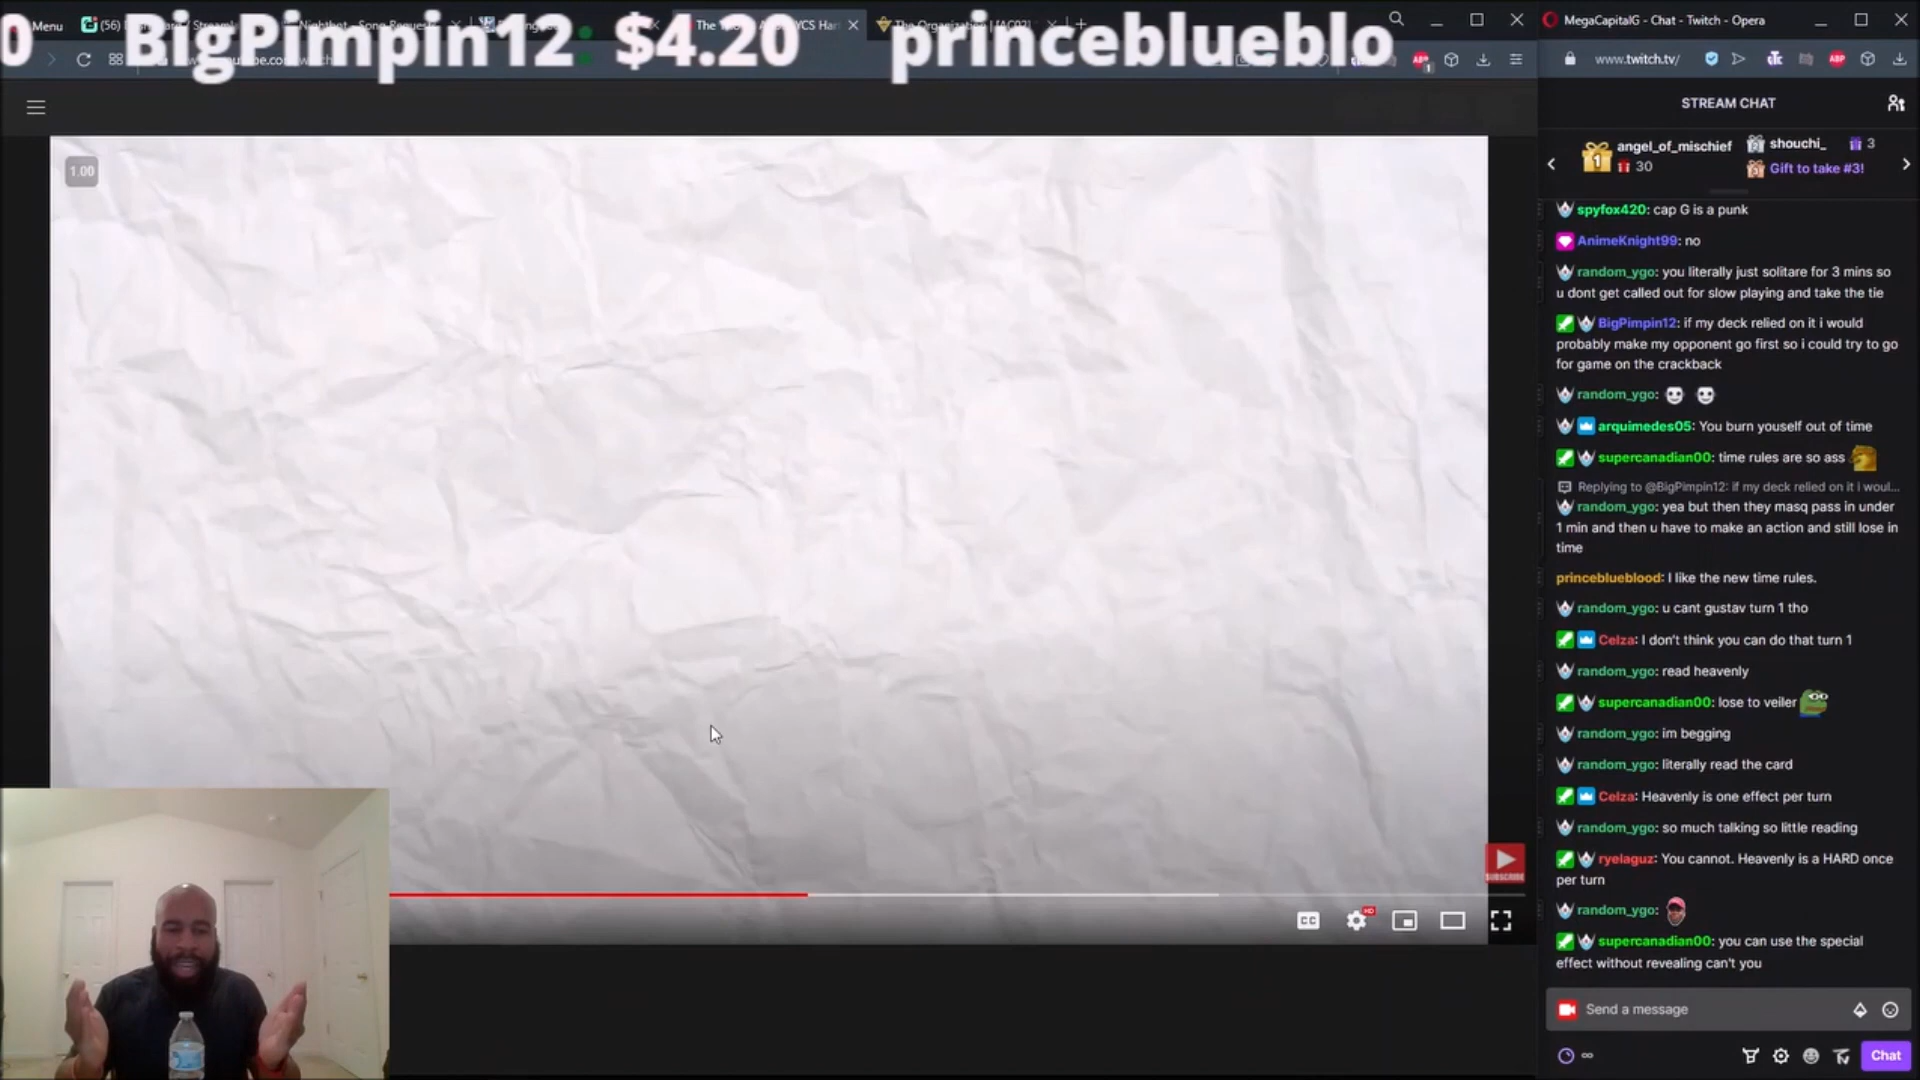 0 BigPimpin12 $4.20 princeblueblo
Menu
MegaCapitalG - Chat - Twitch - Opera
www.twitch.tv/
ABP
STREAM CHAT
1.00
angel_of_mischief
30
shouchi_ 3
Gift to take #3!
spyfox420: cap G is a punk
AnimeKnight99: no
random_ygo: you literally just solitare for 3 mins so
u dont get called out for slow playing and take the tie
BigPimpin12: if my deck relied on it i would
probably make my opponent go first so i could try to go
for game on the crackback
random_ygo:
arquimedes05: You burn youself out of time
supercanadian00: time rules are so ass
Replying to @BigPimpin12: if my deck relied on it i woul...
random_ygo: yea but then they masq pass in under
1 min and then u have to make an action and still lose in
time
princeblueblood: I like the new time rules.
random_ygo: u cant gustav turn 1 tho
Celza: I don't think you can do that turn 1
random_ygo: read heavenly
supercanadian00: lose to veiler
random_ygo: im begging
random_ygo: literally read the card
Celza: Heavenly is one effect per turn
random_ygo: so much talking so little reading
ryelaguz: You cannot. Heavenly is a HARD once
per turn
random_ygo:
supercanadian00: you can use the special
effect without revealing can't you
SUBSCRIBE
CC
HD
Send a message
Chat